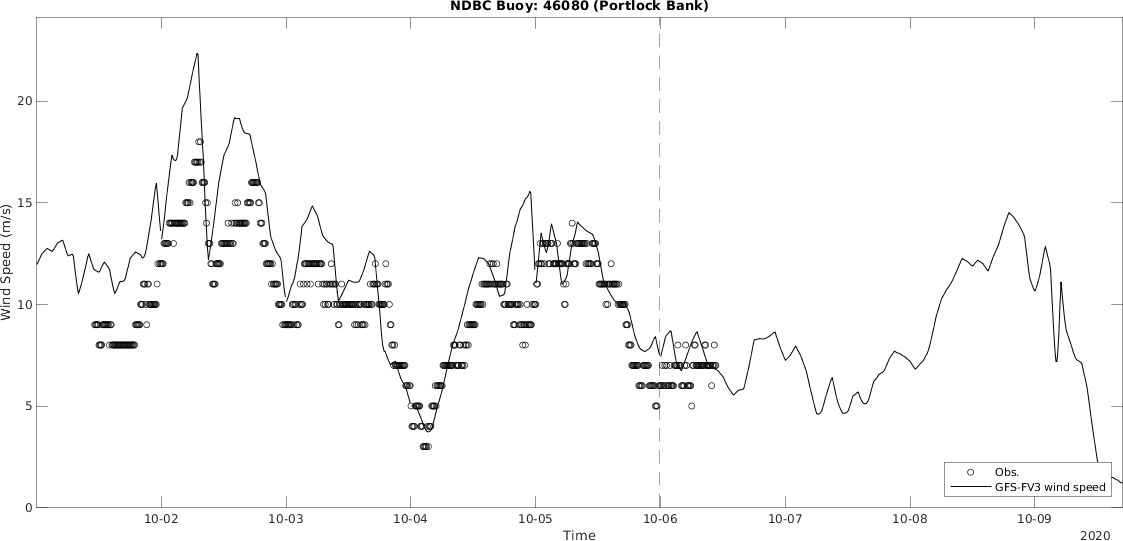 NDBC Buoy: 46080 (Portlock Bank)
Wind Speed (m/s)
20
15
10
5
0
10-02 10-03 10-04 10-05 10-06 10-07 10-08 10-09
Time
2020
Obs.
GFS-FV3 wind speed